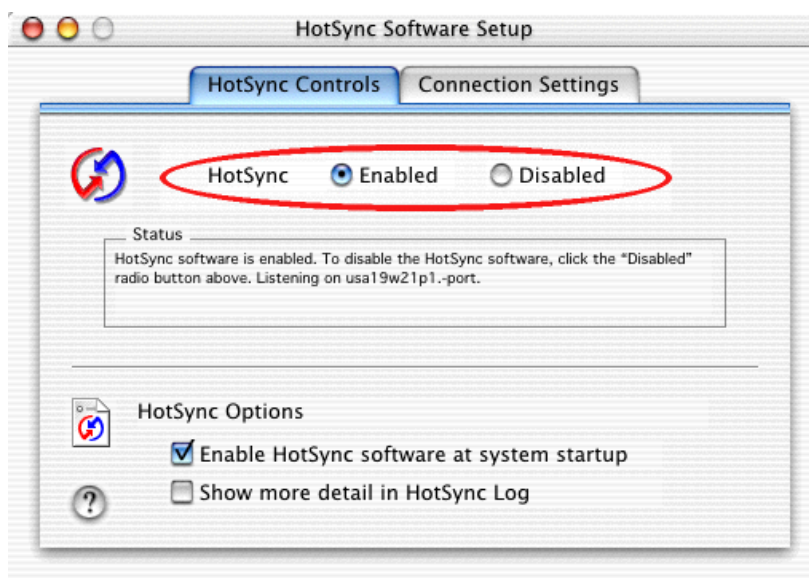 HotSync Software Setup
HotSync Controls Connection Settings
HotSync Enabled Disabled
Status
HotSync software is enabled. To disable the HotSync software, click the “Disabled”
radio button above. Listening on usa19w21p1.-port.
HotSync Options
Enable HotSync software at system startup
Show more detail in HotSync Log
?